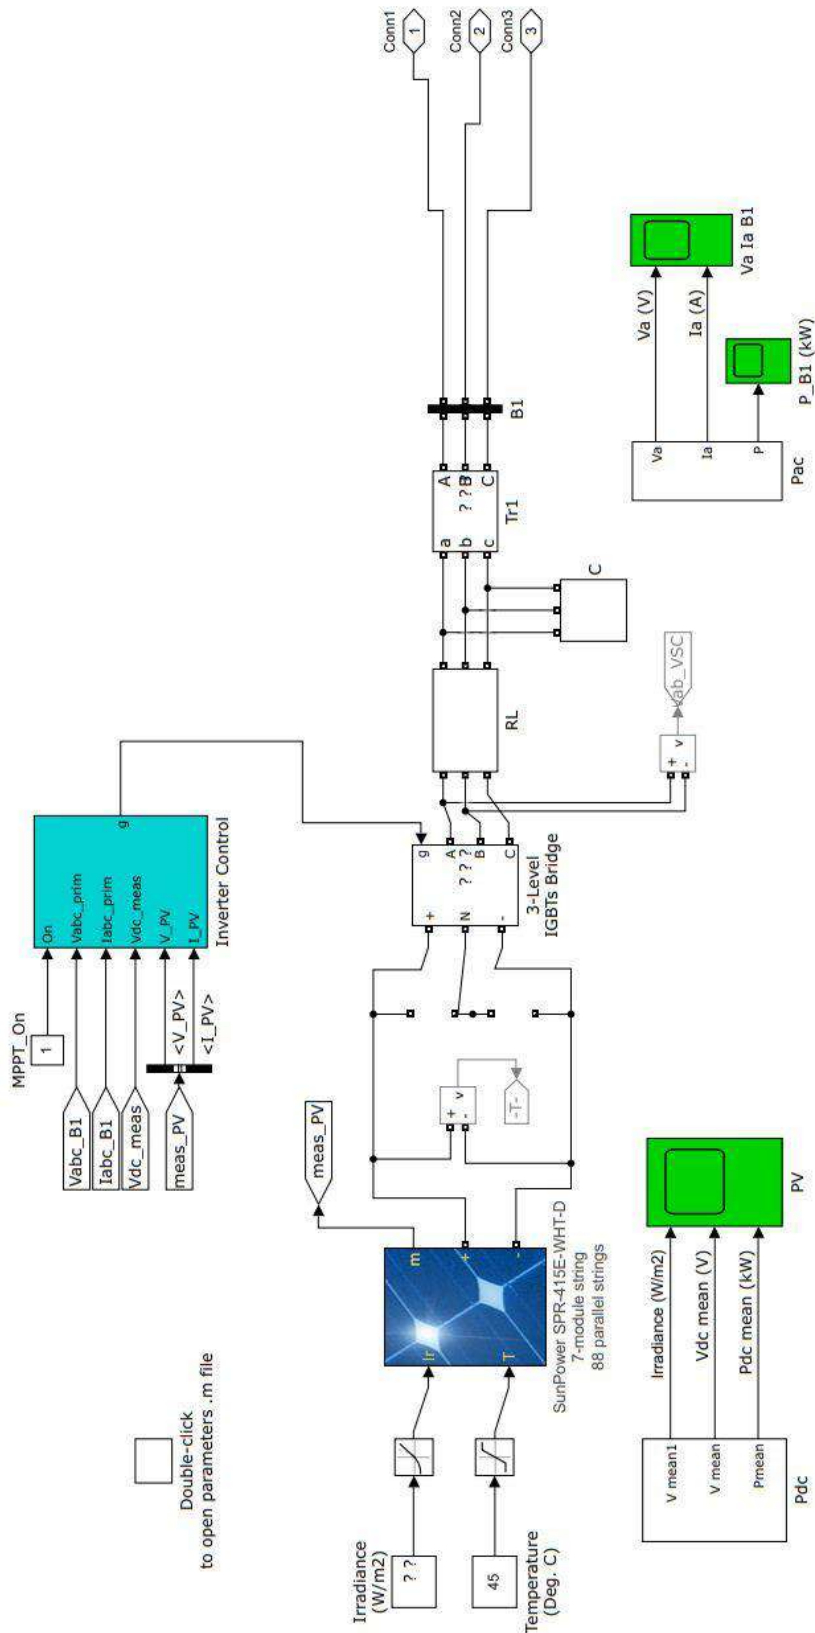 Double-click
to open parameters .m file
MPPT_On
1
Vabc_B1
Iabc_B1
Vdc_meas
meas_PV
<V_PV>
<I_PV>
On
Vabc_prim
Iabc_prim
Vdc_meas
V_PV
I_PV
g
Inverter Control
Irradiance
(W/m2)
? ?
Temperature
(Deg. C)
45
Ir
T
m
+
-
SunPower SPR-415E-WHT-D
7-module string
88 parallel strings
meas_PV
+
-
v
-T-
+
N
-
g
A
B
C
? ? ?
3-Level
IGBTs Bridge
RL
+
-
v
Vab_VSC
C
a
b
c
A
B
C
? ? ?
Tr1
B1
Conn1
1
Conn2
2
Conn3
3
V mean1
V mean
Pmean
Pdc
Irradiance (W/m2)
Vdc mean (V)
Pdc mean (kW)
PV
Va
Ia
P
Pac
Va (V)
Ia (A)
Va Ia B1
P_B1 (kW)